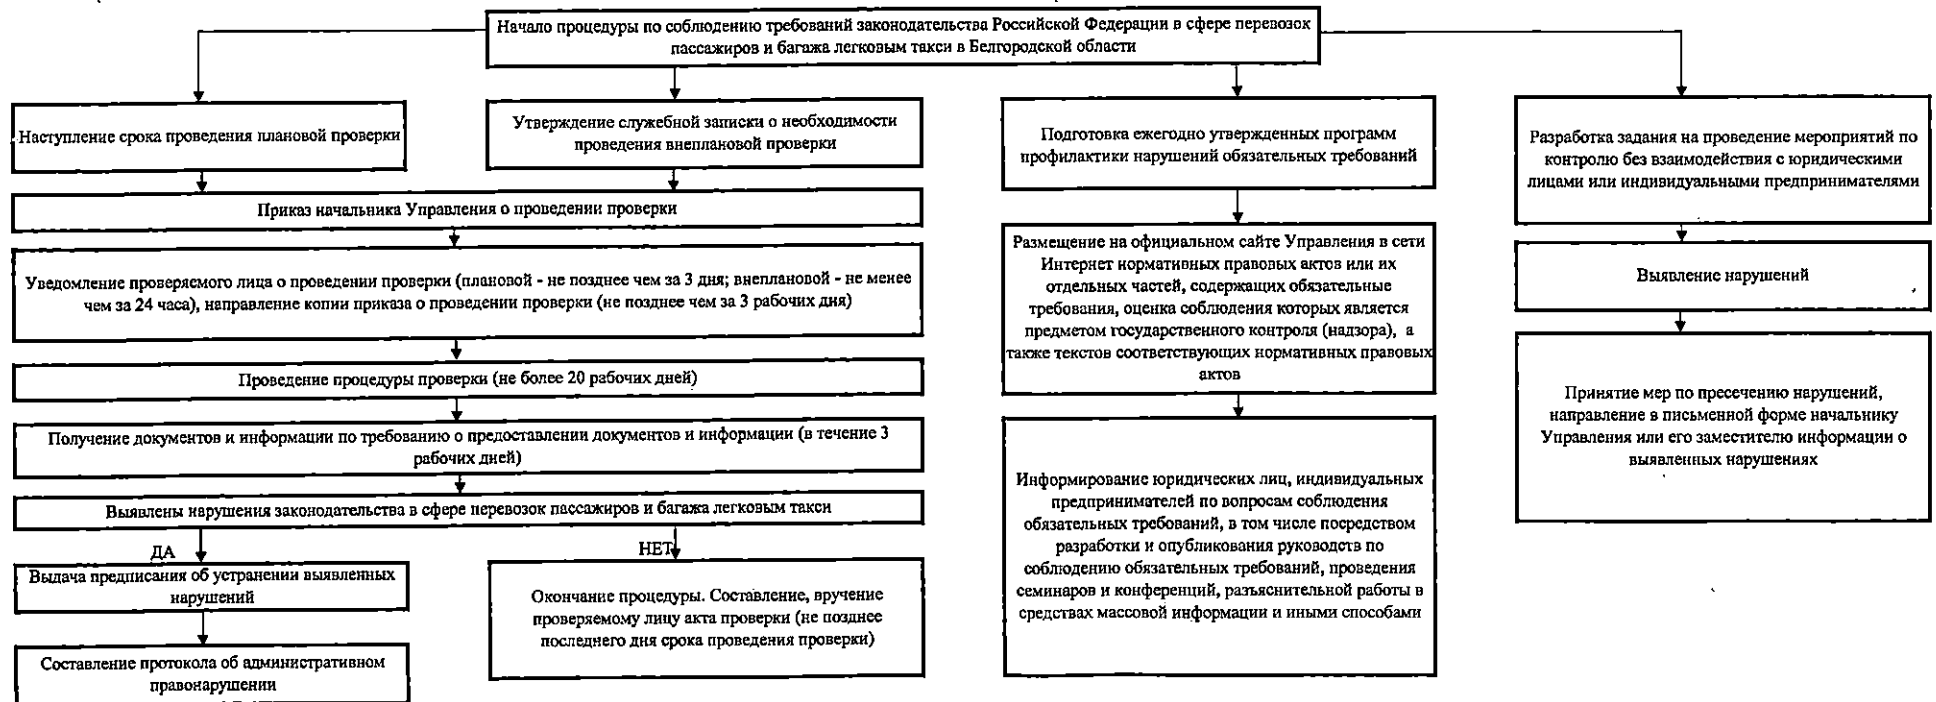 Начало процедуры по соблюдению требований законодательства Российской Федерации в сфере перевозок
пассажиров и багажа легковым такси в Белгородской области
Наступление срока проведения плановой проверки
Утверждение служебной записки о необходимости
проведения внеплановой проверки
Приказ начальника Управления о проведении проверки
Уведомление проверяемого лица о проведении проверки (плановой - не позднее чем за 3 дня; внеплановой - не менее
чем за 24 часа), направление копии приказа о проведении проверки (не позднее чем за 3 рабочих дня)
Проведение процедуры проверки (не более 20 рабочих дней)
Получение документов и информации по требованию о предоставлении документов и информации (в течение 3
рабочих дней)
Выявлены нарушения законодательства в сфере перевозок пассажиров и багажа легковым такси
ДА
НЕТ
Выдача предписания об устранении выявленных
нарушений
Составление протокола об административном
правонарушении
Окончание процедуры. Составление, вручение
проверяемому лицу акта проверки (не позднее
последнего дня срока проведения проверки)
Подготовка ежегодно утвержденных программ
профилактики нарушений обязательных требований
Размещение на официальном сайте Управления в сети
Интернет нормативных правовых актов или их
отдельных частей, содержащих обязательные
требования, оценка соблюдения которых является
предметом государственного контроля (надзора), а
также текстов соответствующих нормативных правовых
актов
Информирование юридических лиц, индивидуальных
предпринимателей по вопросам соблюдения
обязательных требований, в том числе посредством
разработки и опубликования руководств по
соблюдению обязательных требований, проведения
семинаров и конференций, разъяснительной работы в
средствах массовой информации и иными способами
Разработка задания на проведение мероприятий по
контролю без взаимодействия с юридическими
лицами или индивидуальными предпринимателями
Выявление нарушений
Принятие мер по пресечению нарушений,
направление в письменной форме начальнику
Управления или его заместителю информации о
выявленных нарушениях